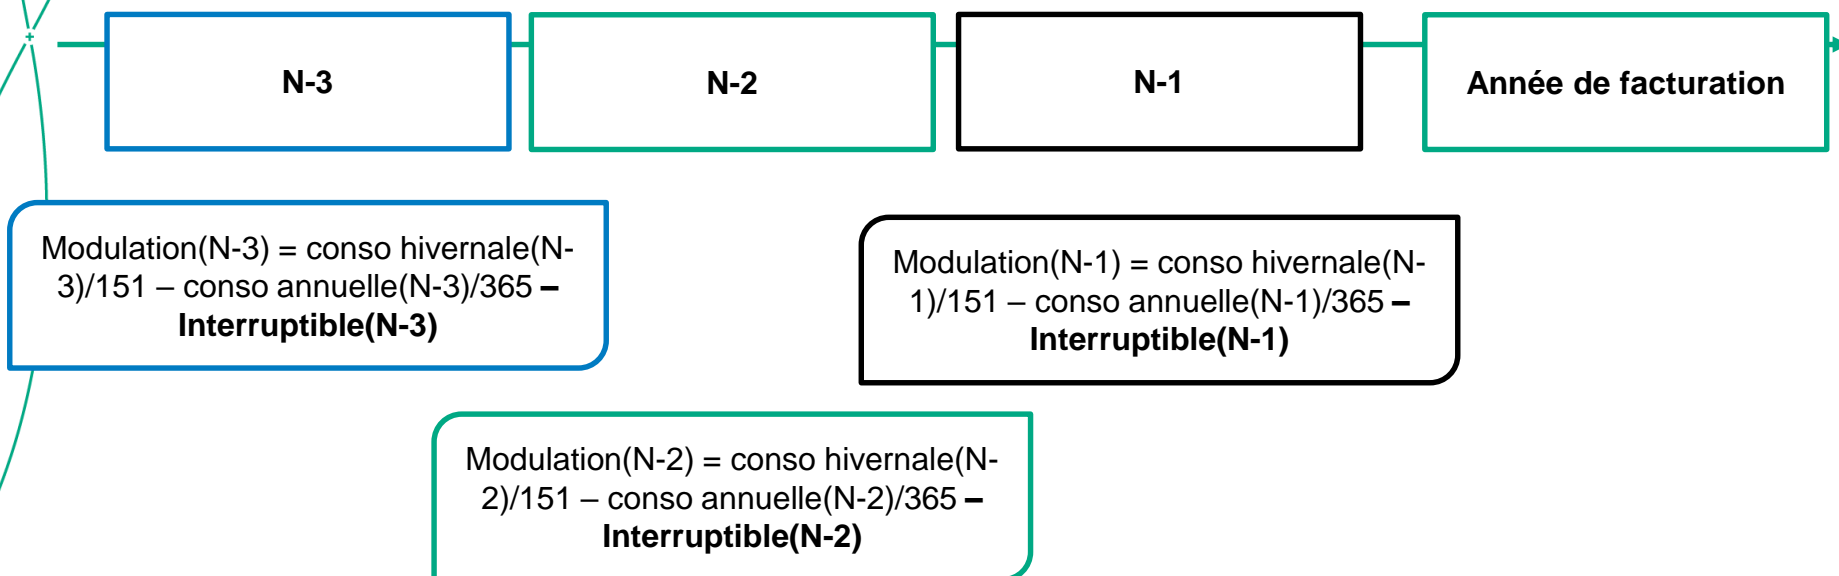 N-3
N-2
N-1
Année de facturation
Modulation(N-3) = conso hivernale(N-
3)/151 – conso annuelle(N-3)/365 –
Interruptible(N-3)
Modulation(N-1) = conso hivernale(N-
1)/151 – conso annuelle(N-1)/365 –
Interruptible(N-1)
Modulation(N-2) = conso hivernale(N-
2)/151 – conso annuelle(N-2)/365 –
Interruptible(N-2)